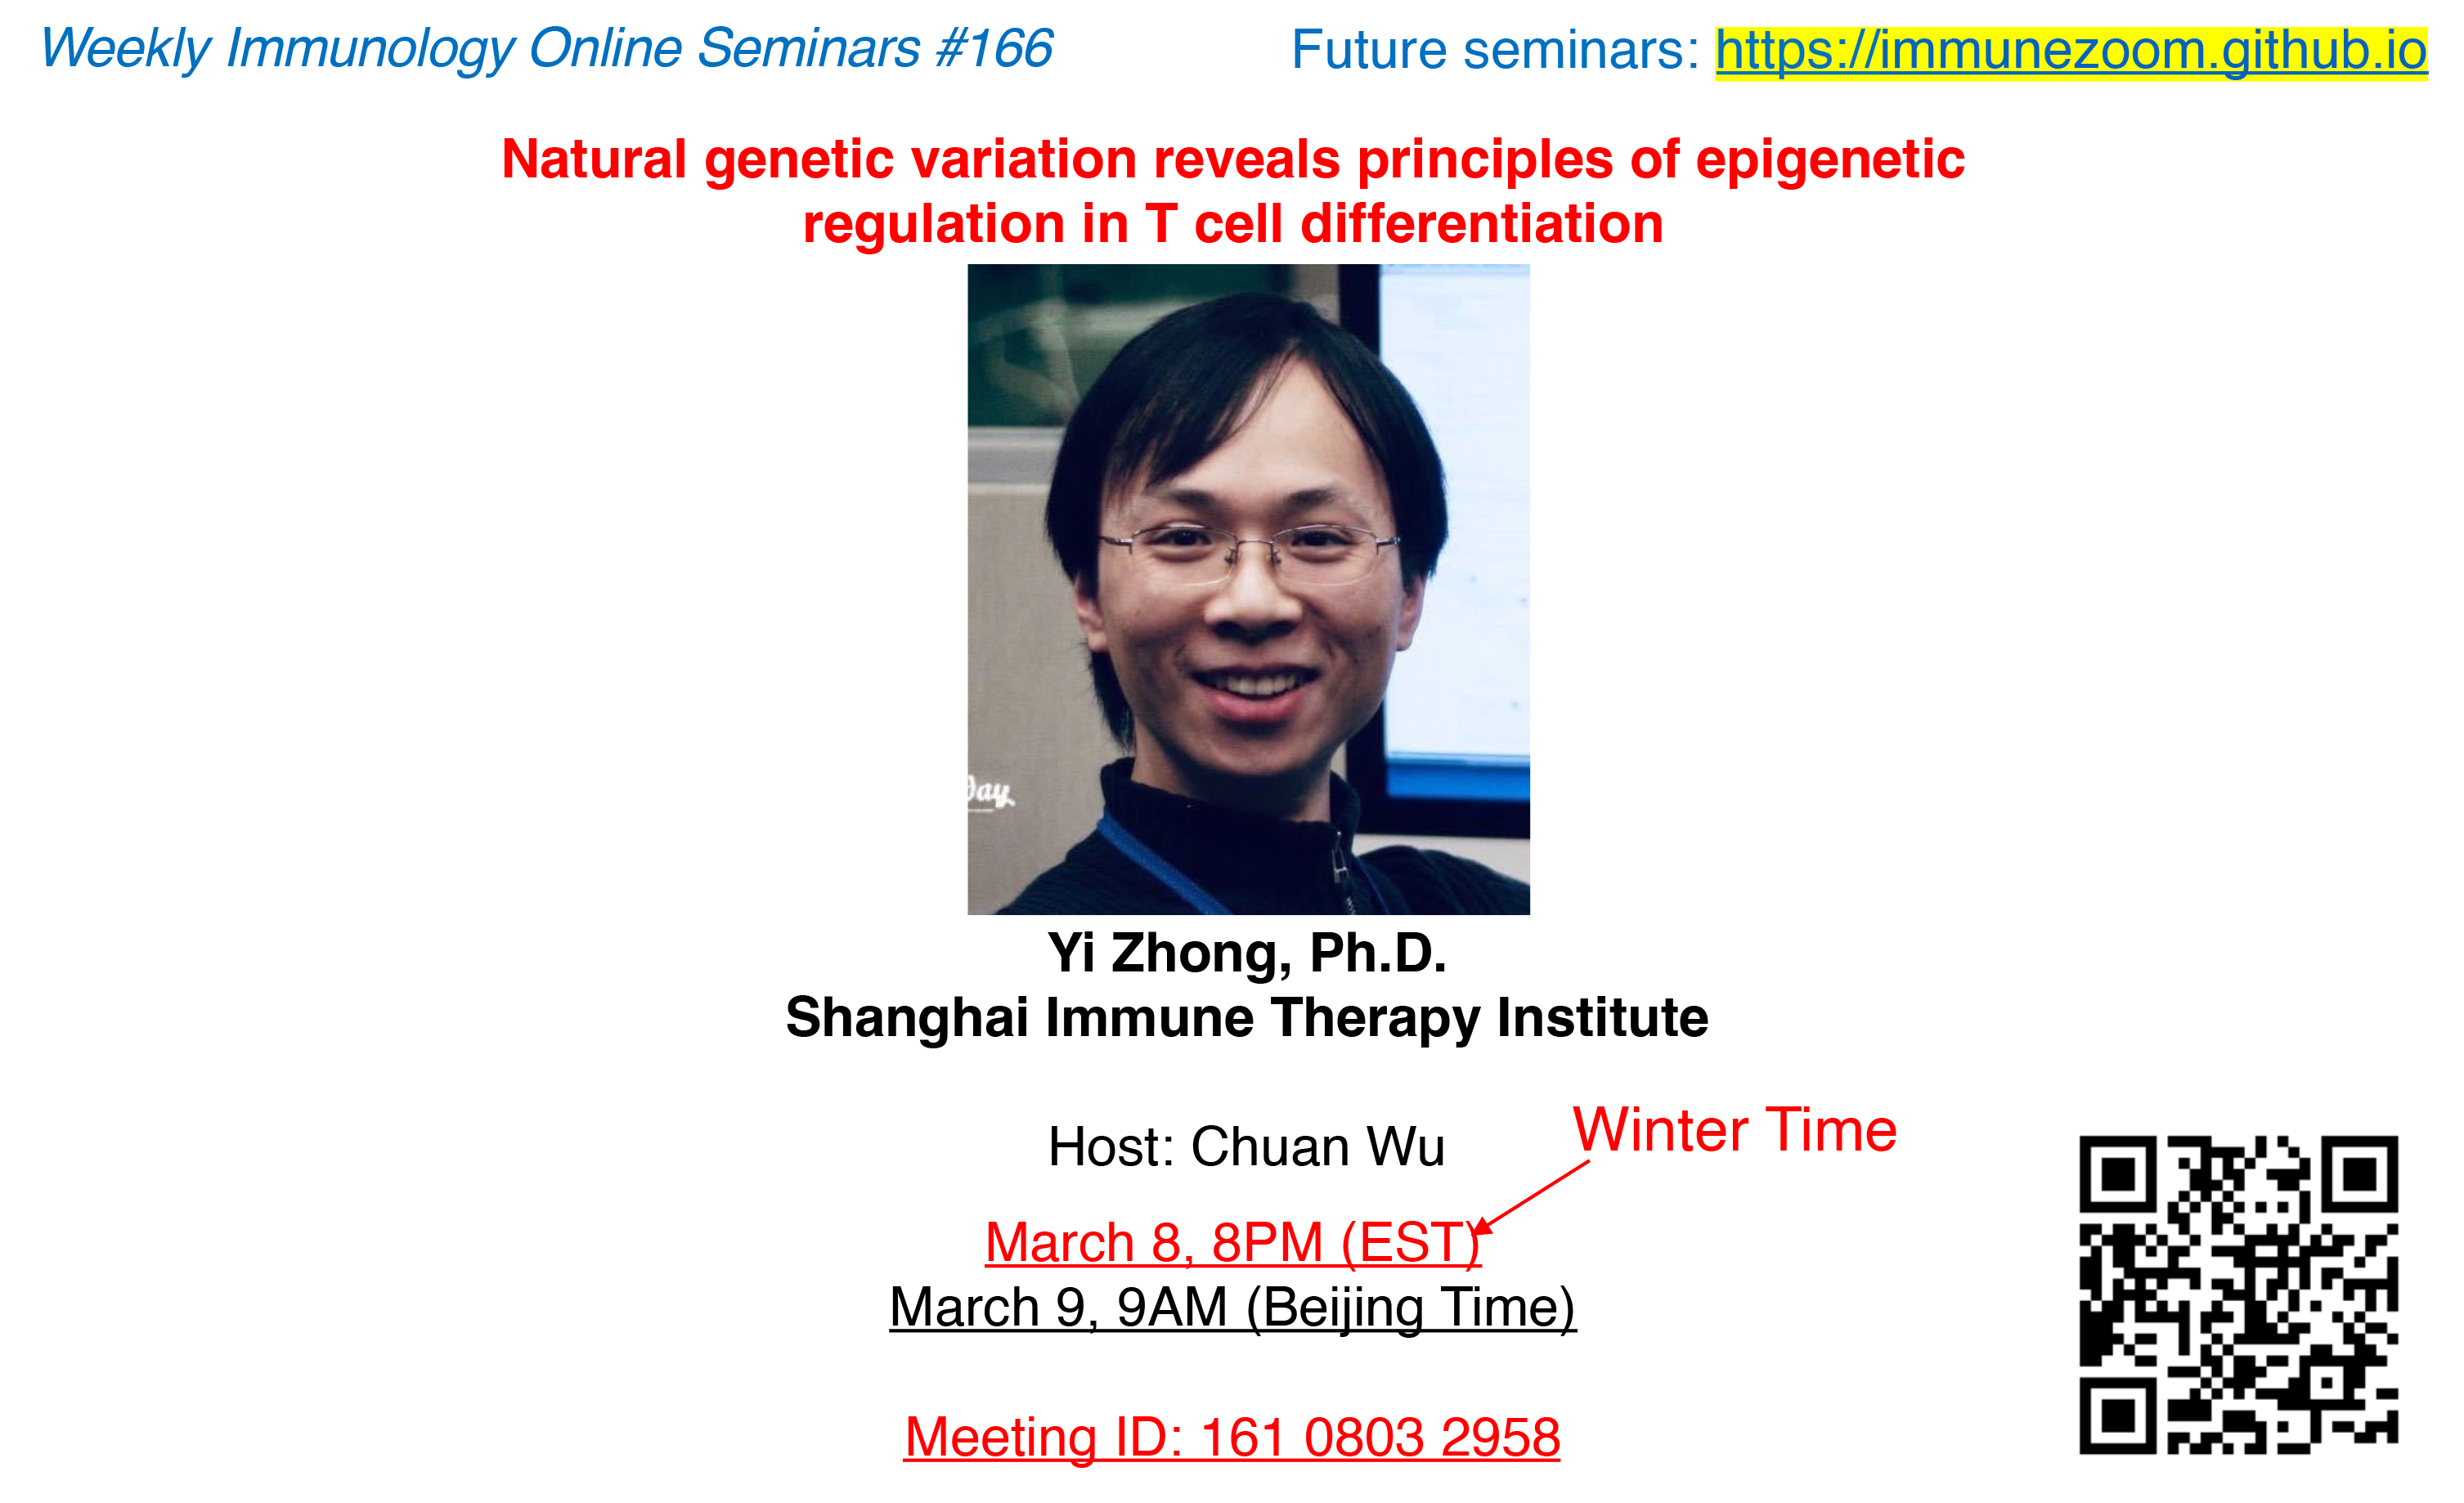 Weekly Immunology Online Seminars #166
Future seminars: https://immunezoom.github.io
Natural genetic variation reveals principles of epigenetic
regulation in T cell differentiation
Yi Zhong, Ph.D.
Shanghai Immune Therapy Institute
Host: Chuan Wu
Winter Time
March 8, 8PM (EST)
March 9, 9AM (Beijing Time)
Meeting ID: 161 0803 2958